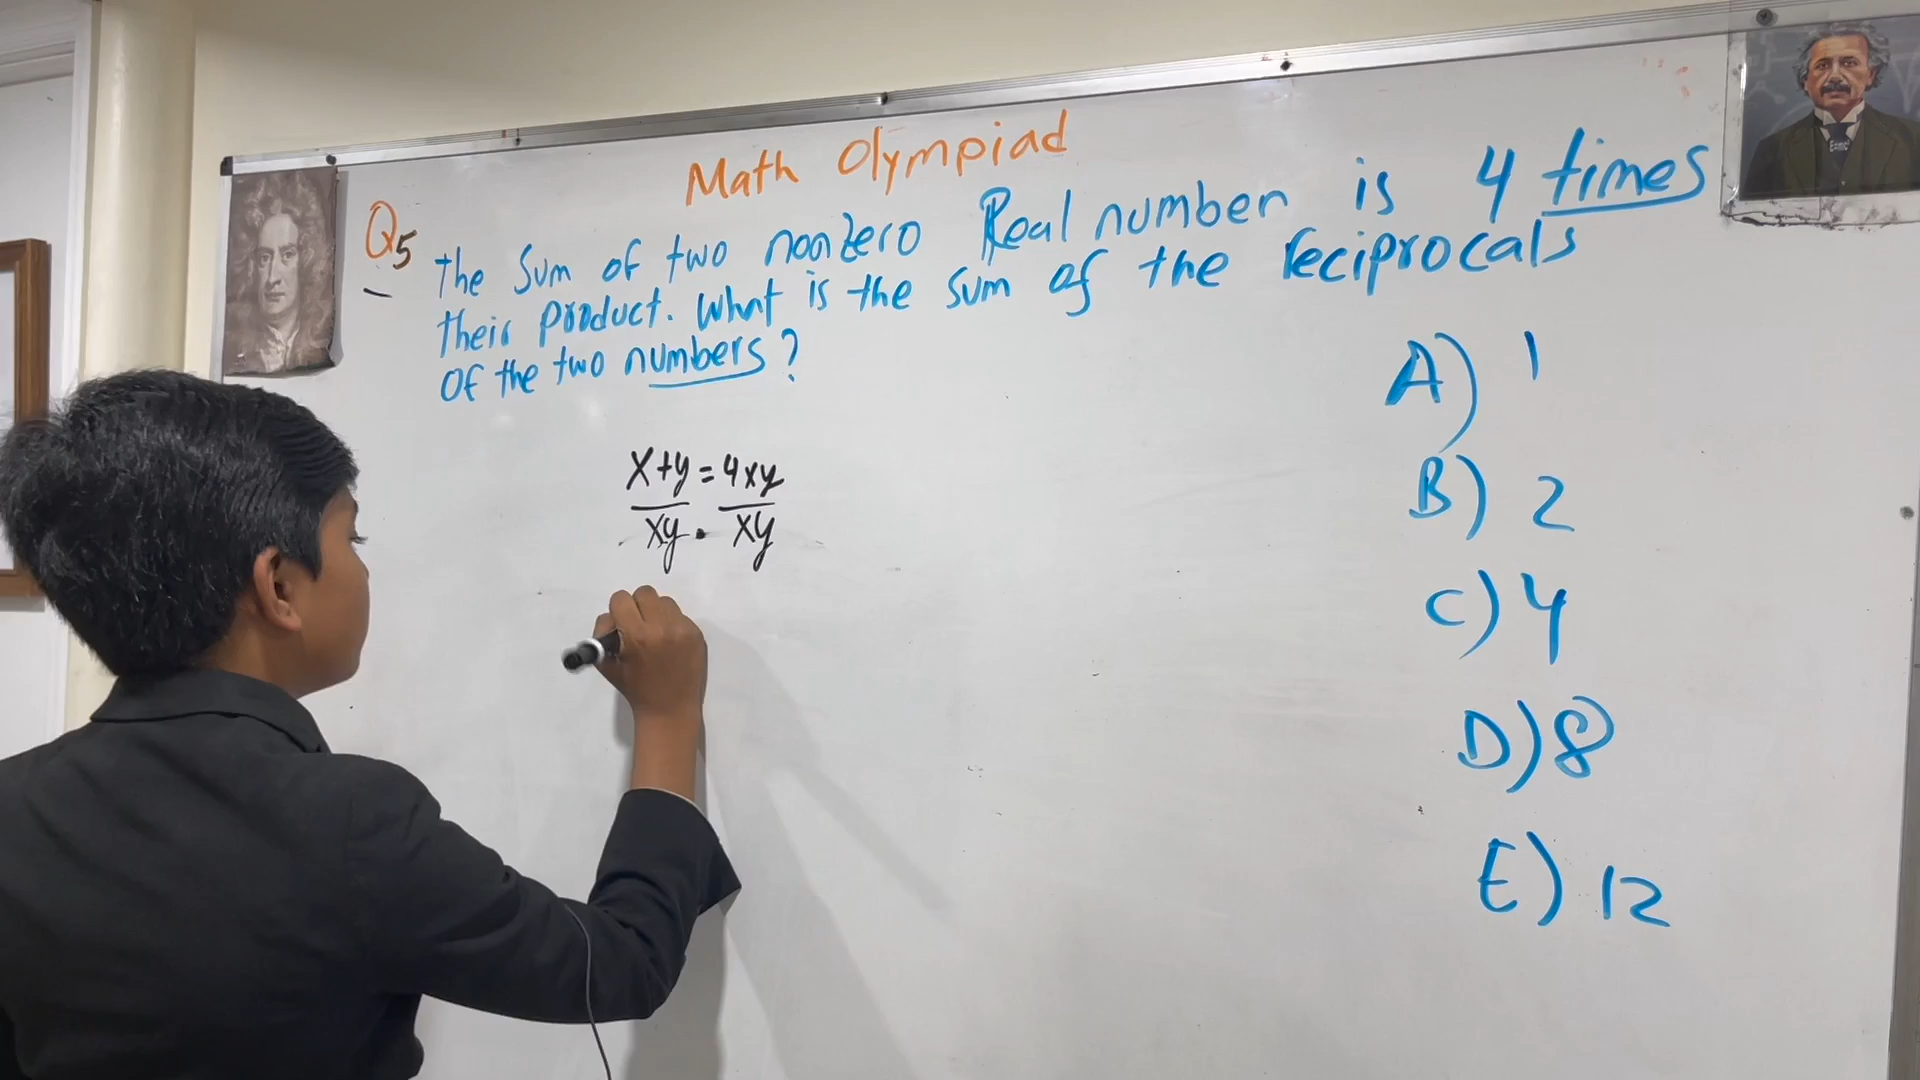 Math Olympiad
Q5 The Sum of two nonzero Real number is 4 times
their product. What is the sum of the reciprocals
of the two numbers?
A) 1
B) 2
C) 4
D) 8
E) 12
x+y = 4xy
xy . xy
E=mc²